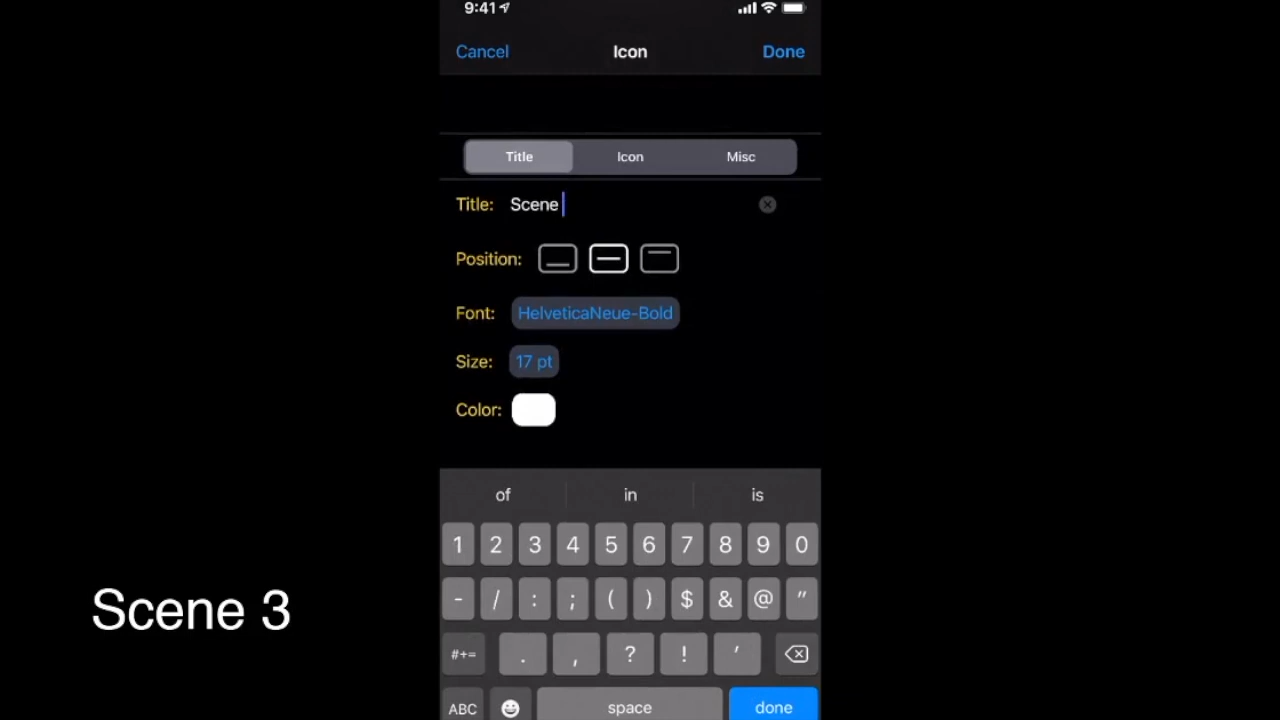 9:41
Cancel Icon Done
Title Icon Misc
Title: Scene
Position:
Font: HelveticaNeue-Bold
Size: 17 pt
Color:
of in is
1 2 3 4 5 6 7 8 9 0
- / : ; ( ) $ & @ "
#+= . , ? ! '
ABC space done
Scene 3